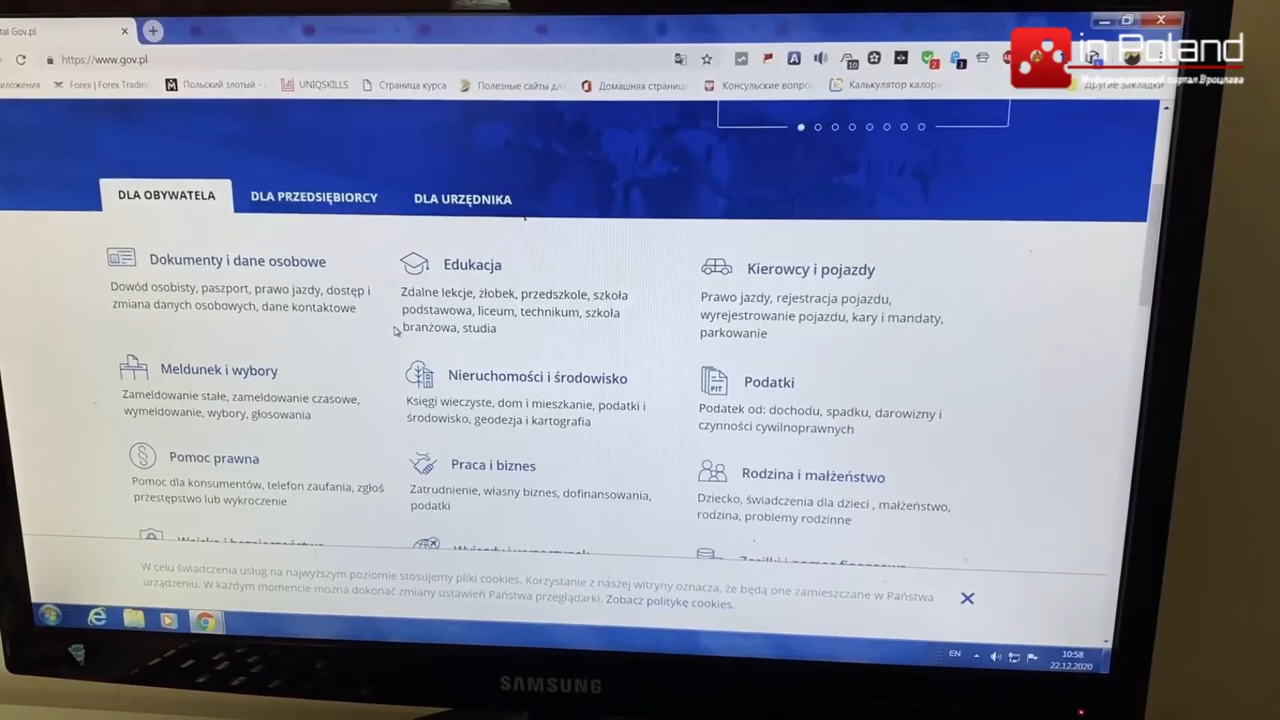 tal Gov.pl
in Poland
Информационный портал Вроцлава
https://www.gov.pl
Forex | Forex Trading
Польский злотый -
UNIQSKILLS
Страница курса
Полезные сайты дл
Домашняя страниц
Консульские вопро
Калькулятор калор
Другие закладки
DLA OBYWATELA
DLA PRZEDSIĘBIORCY
DLA URZĘDNIKA
Dokumenty i dane osobowe
Dowód osobisty, paszport, prawo jazdy, dostęp i
zmiana danych osobowych, dane kontaktowe
Edukacja
Zdalne lekcje, żłobek, przedszkole, szkoła
podstawowa, liceum, technikum, szkoła
branżowa, studia
Kierowcy i pojazdy
Prawo jazdy, rejestracja pojazdu,
wyrejestrowanie pojazdu, kary i mandaty,
parkowanie
Meldunek i wybory
Zameldowanie stałe, zameldowanie czasowe,
wymeldowanie, wybory, głosowania
Nieruchomości i środowisko
Księgi wieczyste, dom i mieszkanie, podatki i
środowisko, geodezja i kartografia
PIT
Podatki
Podatek od: dochodu, spadku, darowizny i
czynności cywilnoprawnych
Pomoc prawna
Pomoc dla konsumentów, telefon zaufania, zgłoś
przestępstwo lub wykroczenie
Praca i biznes
Zatrudnienie, własny biznes, dofinansowania,
podatki
Rodzina i małżeństwo
Dziecko, świadczenia dla dzieci , małżeństwo,
rodzina, problemy rodzinne
W celu świadczenia usług na najwyższym poziomie stosujemy pliki cookies. Korzystanie z naszej witryny oznacza, że będą one zamieszczane w Państwa
urządzeniu. W każdym momencie można dokonać zmiany ustawień Państwa przeglądarki. Zobacz politykę cookies.
EN
10:58
22.12.2020
SAMSUNG